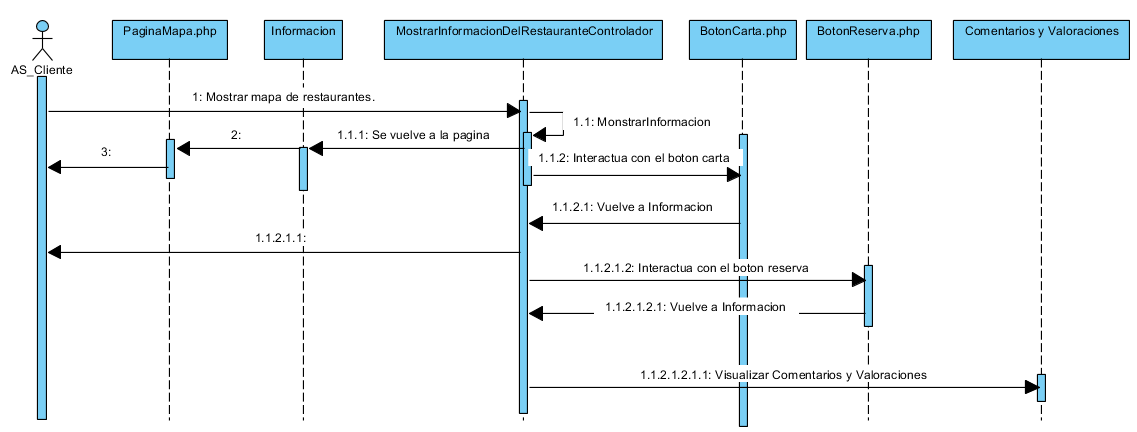 PaginaMapa.php
Informacion
MostrarInformacionDelRestauranteControlador
BotonCarta.php
BotonReserva.php
Comentarios y Valoraciones
AS_Cliente
1: Mostrar mapa de restaurantes.
1.1: MonstrarInformacion
1.1.1: Se vuelve a la pagina
2:
3:
1.1.2: Interactua con el boton carta
1.1.2.1: Vuelve a Informacion
1.1.2.1.1:
1.1.2.1.2: Interactua con el boton reserva
1.1.2.1.2.1: Vuelve a Informacion
1.1.2.1.2.1.1: Visualizar Comentarios y Valoraciones